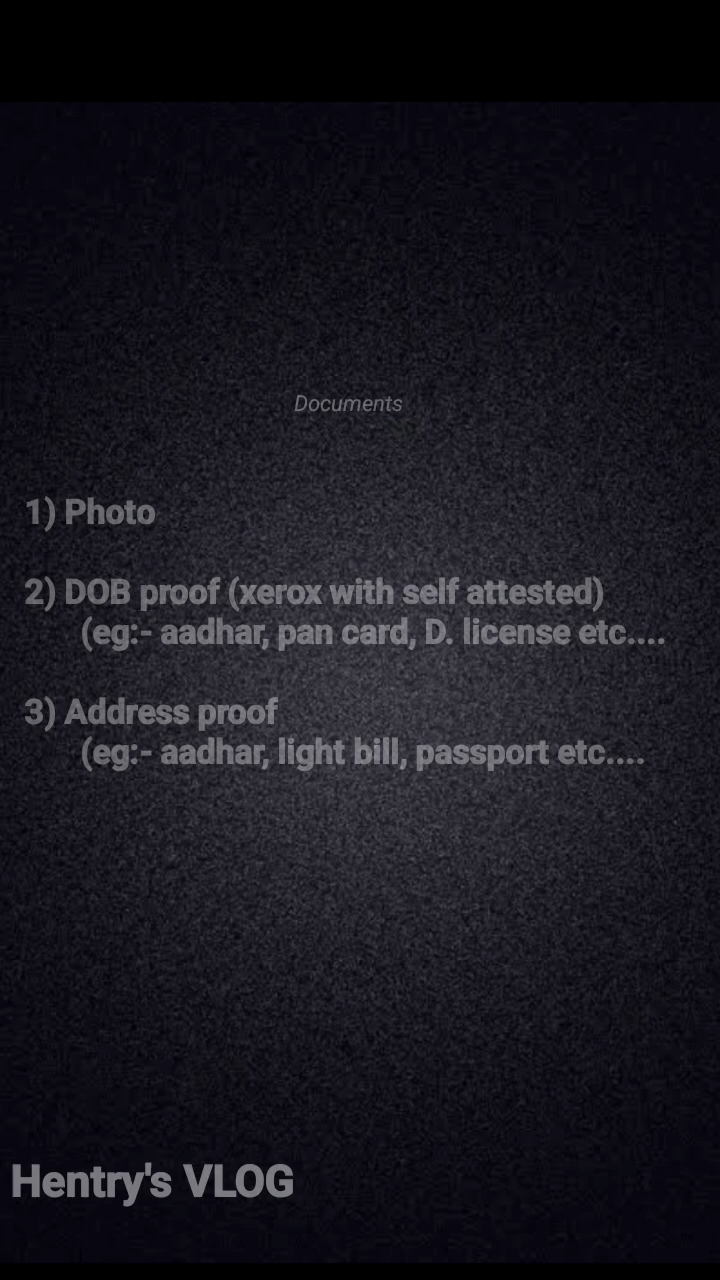 Documents
1) Photo
2) DOB proof (xerox with self attested)
(eg:- aadhar, pan card, D. license etc....
3) Address proof
(eg:- aadhar, light bill, passport etc....
Hentry's VLOG